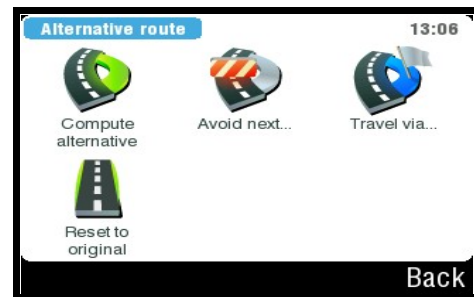 Alternative route 13:06
Compute
alternative
Avoid next...
Travel via...
Reset to
original
Back